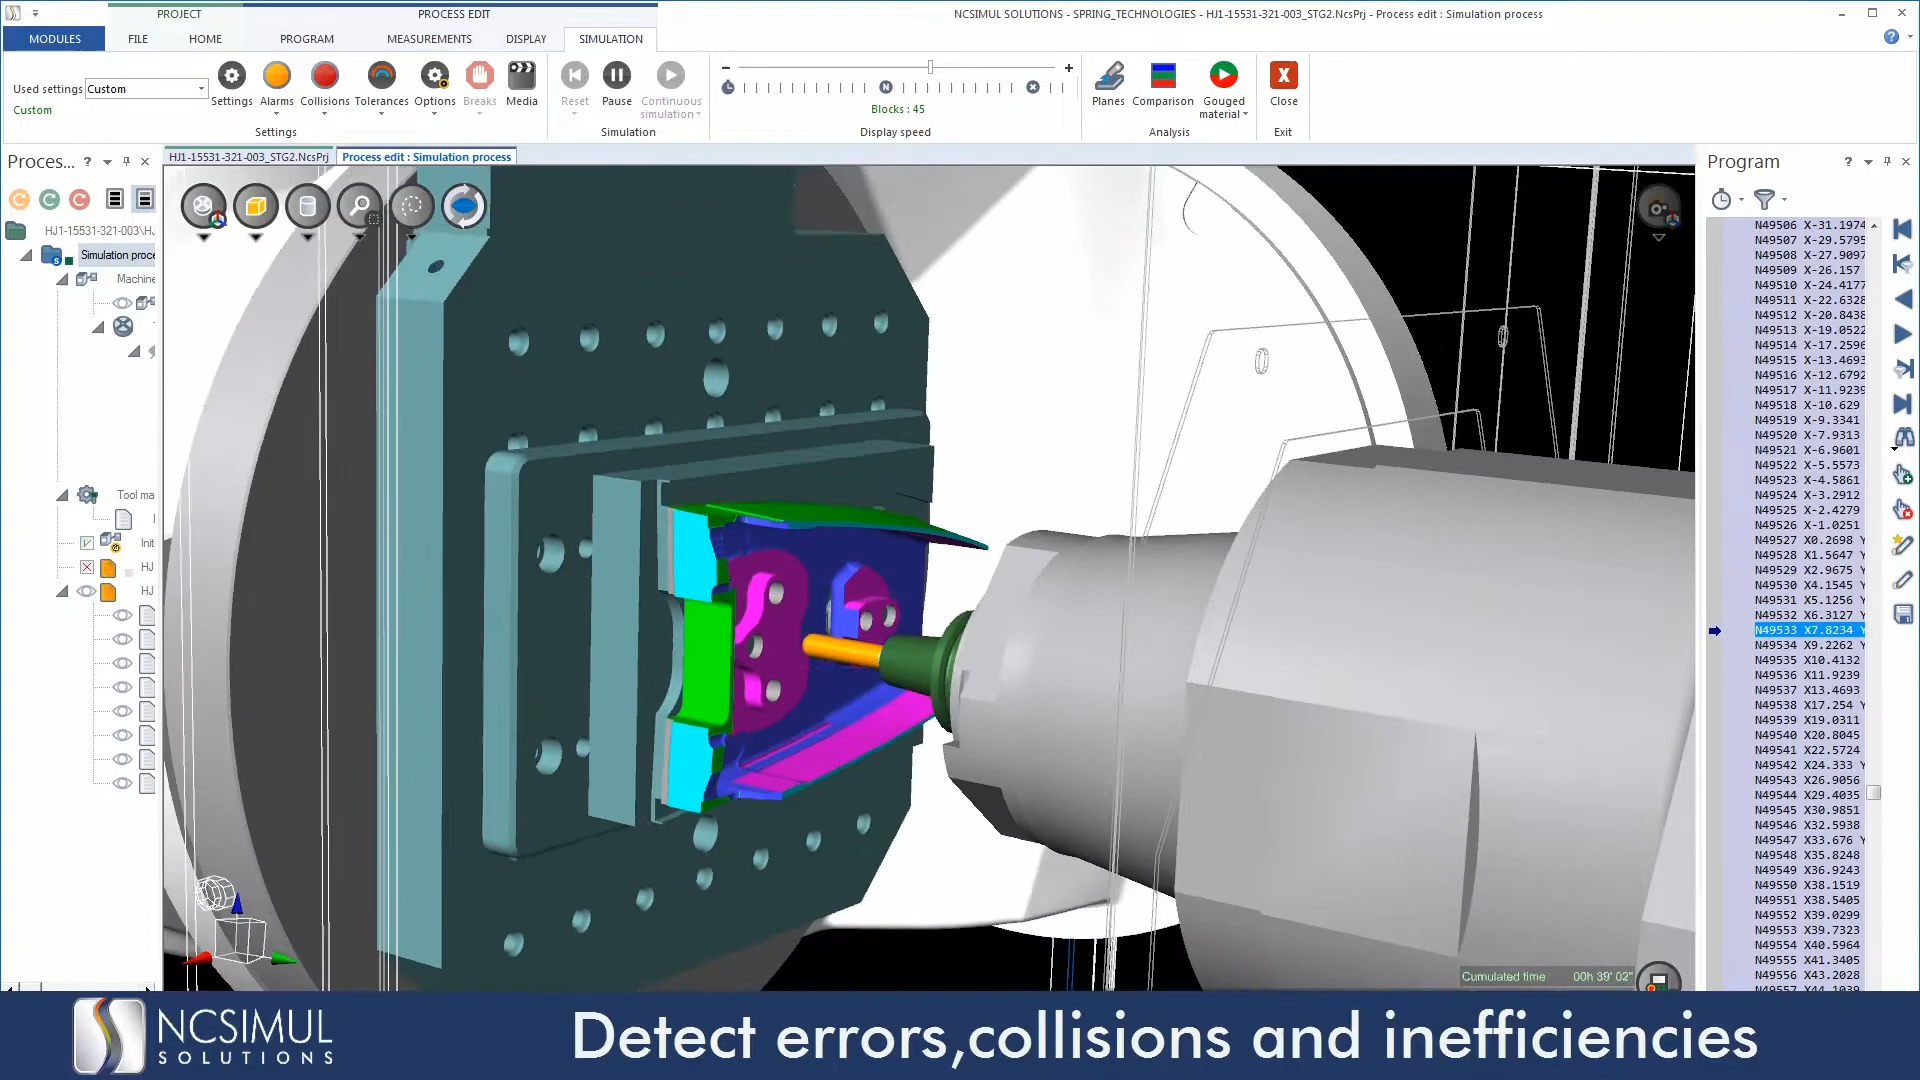 PROJECT
PROCESS EDIT
NCSIMUL SOLUTIONS - SPRING_TECHNOLOGIES - HJ1-15531-321-003_STG2.NcsPrj - Process edit : Simulation process
MODULES
FILE
HOME
PROGRAM
MEASUREMENTS
DISPLAY
SIMULATION
Used settings
Custom
Custom
Settings
Alarms
Collisions
Tolerances
Options
Breaks
Media
Settings
Reset
Pause
Continuous simulation
Simulation
N
Blocks : 45
Display speed
Planes
Comparison
Gouged material
Analysis
X
Close
Exit
HJ1-15531-321-003_STG2.NcsPrj
Process edit : Simulation process
Proces...
HJ1-15531-321-003\HJ
Simulation proce
Machine
Tool ma
Init
HJ
HJ
Program
N49506 X-31.1974
N49507 X-29.5795
N49508 X-27.9097
N49509 X-26.157
N49510 X-24.4177
N49511 X-22.6328
N49512 X-20.8438
N49513 X-19.0522
N49514 X-17.2596
N49515 X-13.4693
N49516 X-12.6792
N49517 X-11.9239
N49518 X-10.629
N49519 X-9.3341
N49520 X-7.9313
N49521 X-6.9601
N49522 X-5.5573
N49523 X-4.5861
N49524 X-3.2912
N49525 X-2.4279
N49526 X-1.0251
N49527 X0.2698 Y
N49528 X1.5647 Y
N49529 X2.9675 Y
N49530 X4.1545 Y
N49531 X5.1256 Y
N49532 X6.3127 Y
N49533 X7.8234 Y
N49534 X9.2262 Y
N49535 X10.4132
N49536 X11.9239
N49537 X13.4693
N49538 X17.254 Y
N49539 X19.0311
N49540 X20.8045
N49541 X22.5724
N49542 X24.333 Y
N49543 X26.9056
N49544 X29.4035
N49545 X30.9851
N49546 X32.5938
N49547 X33.676 Y
N49548 X35.8248
N49549 X36.9243
N49550 X38.1519
N49551 X38.5405
N49552 X39.0299
N49553 X39.7323
N49554 X40.5964
N49555 X41.3405
N49556 X43.2028
N49557 X44.1039
Cumulated time 00h 39' 02"
NCSIMUL
SOLUTIONS
Detect errors,collisions and inefficiencies